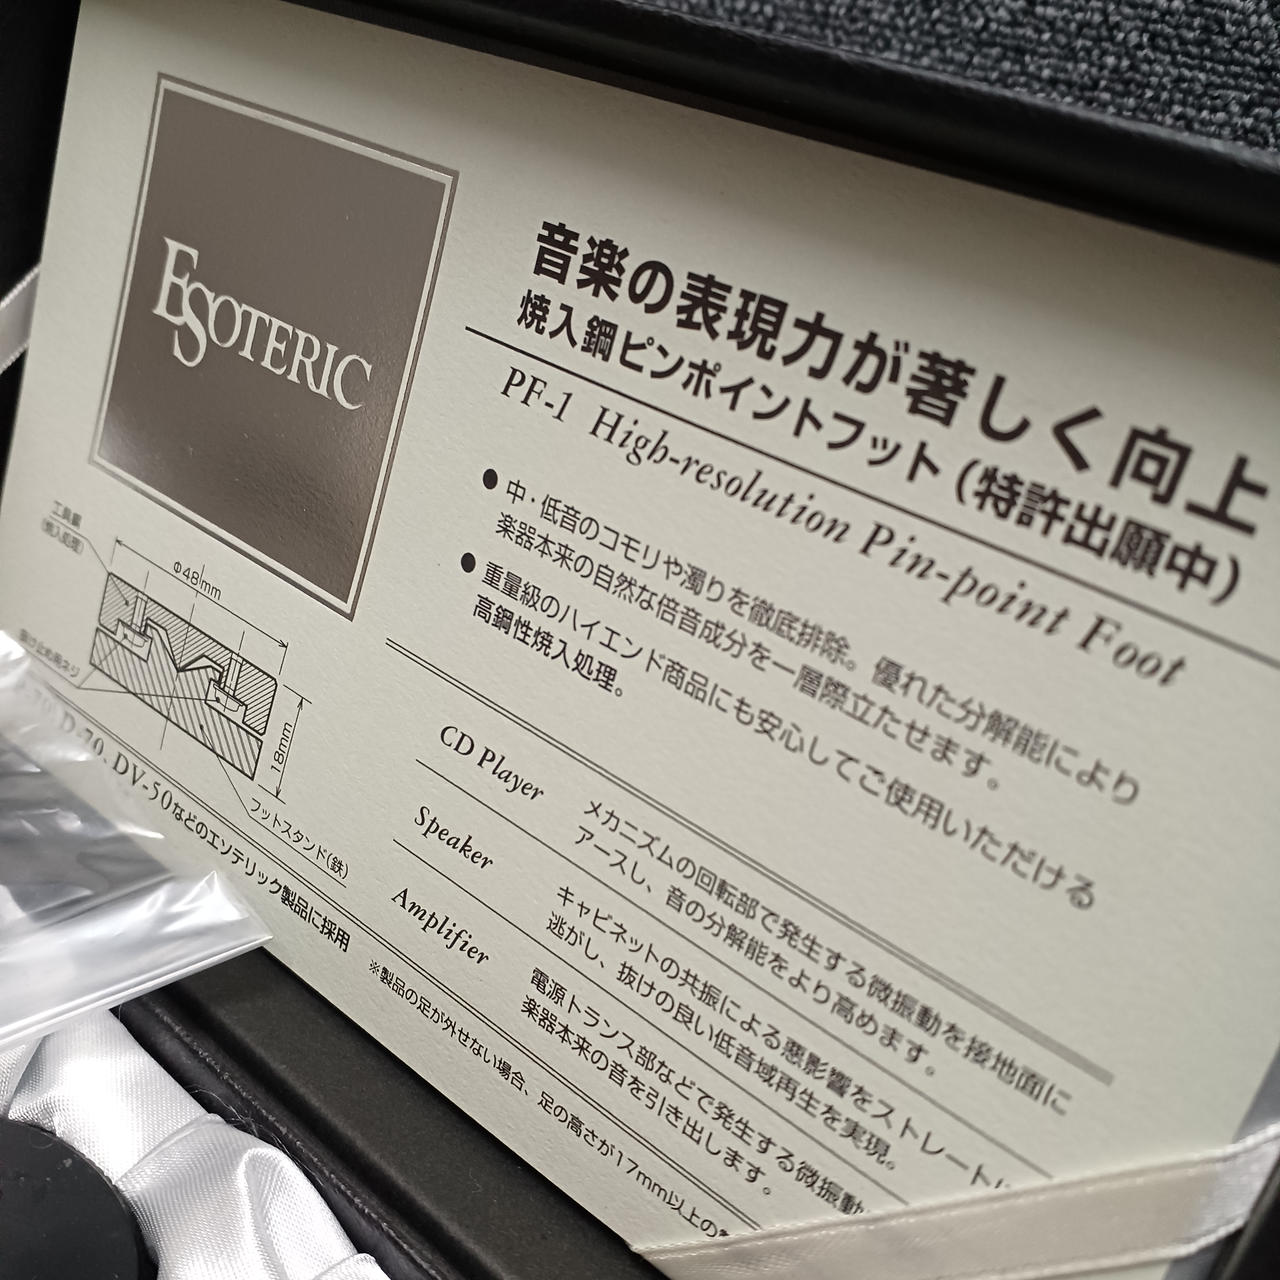 ESOTERIC
音楽の表現力が著しく向上
焼入鋼ピンポイントフット(特許出願中)
PF-1 High-resolution Pin-point Foot
●中・低音のコモリや濁りを徹底排除。優れた分解能により
楽器本来の自然な倍音成分を一層際立たせます。
●重量級のハイエンド商品にも安心してご使用いただける
高鋼性焼入処理。
工具鋼
(焼入処理)
Φ48mm
18mm
フットスタンド(鉄)
D-70、DV-50などのエソテリック製品に採用
CD Player
メカニズムの回転部で発生する微振動を接地面に
アースし、音の分解能をより高めます。
Speaker
キャビネットの共振による悪影響をストレートに
逃がし、抜けの良い低音域再生を実現。
Amplifier
電源トランス部などで発生する微振動
楽器本来の音を引き出します。
※製品の足が外せない場合、足の高さが17mm以上の